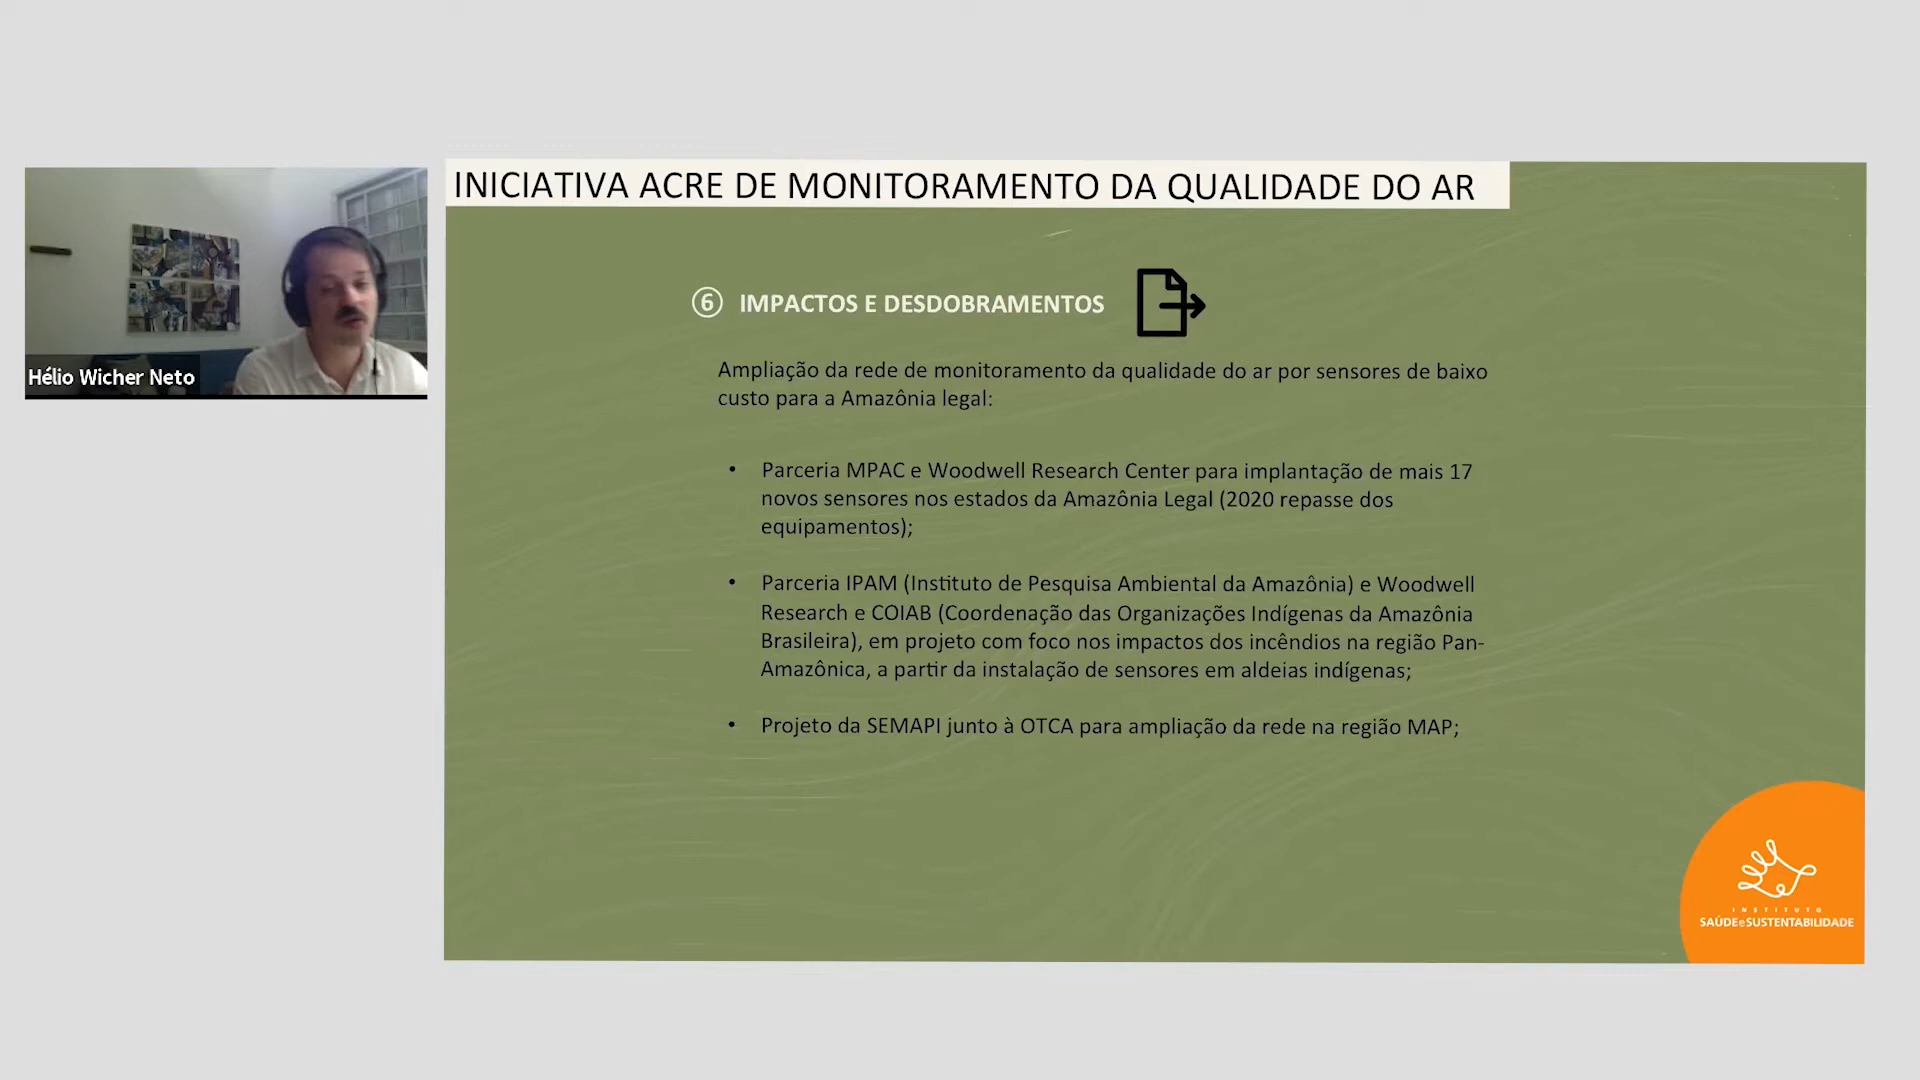 INICIATIVA ACRE DE MONITORAMENTO DA QUALIDADE DO AR
Hélio Wicher Neto
6 IMPACTOS E DESDOBRAMENTOS
Ampliação da rede de monitoramento da qualidade do ar por sensores de baixo
custo para a Amazônia legal:
• Parceria MPAC e Woodwell Research Center para implantação de mais 17
novos sensores nos estados da Amazônia Legal (2020 repasse dos
equipamentos);
• Parceria IPAM (Instituto de Pesquisa Ambiental da Amazônia) e Woodwell
Research e COIAB (Coordenação das Organizações Indígenas da Amazônia
Brasileira), em projeto com foco nos impactos dos incêndios na região Pan-
Amazônica, a partir da instalação de sensores em aldeias indígenas;
• Projeto da SEMAPI junto à OTCA para ampliação da rede na região MAP;
INSTITUTO
SAÚDEeSUSTENTABILIDADE